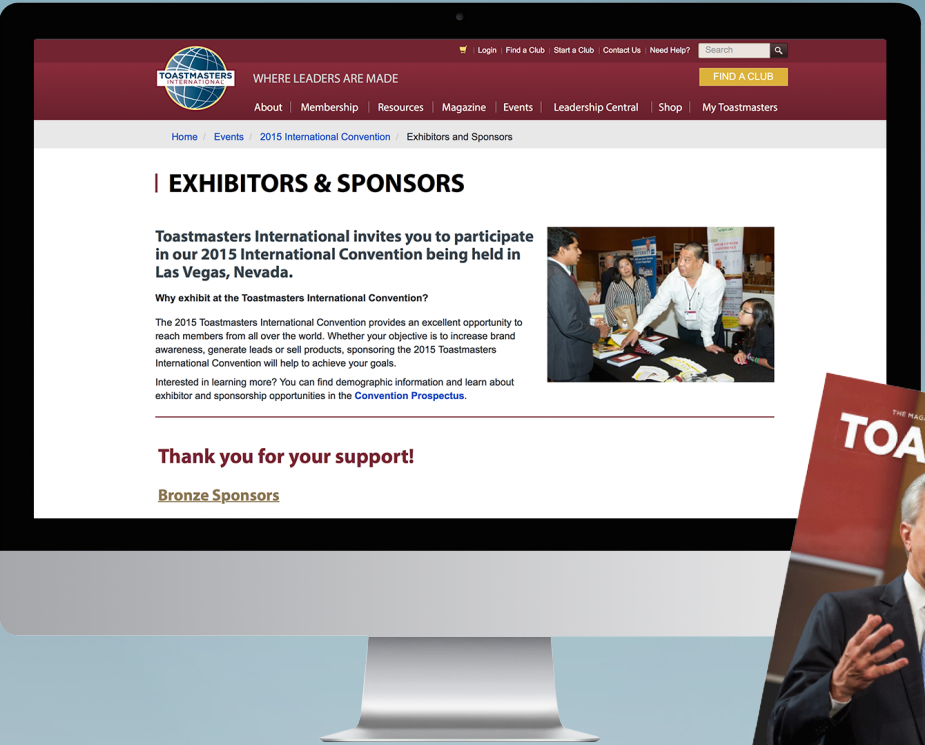 Login | Find a Club | Start a Club | Contact Us | Need Help? Search
TOASTMASTERS
INTERNATIONAL
WHERE LEADERS ARE MADE
FIND A CLUB
About | Membership | Resources | Magazine | Events | Leadership Central | Shop | My Toastmasters
Home / Events / 2015 International Convention / Exhibitors and Sponsors
EXHIBITORS & SPONSORS
Toastmasters International invites you to participate
in our 2015 International Convention being held in
Las Vegas, Nevada.
Why exhibit at the Toastmasters International Convention?
The 2015 Toastmasters International Convention provides an excellent opportunity to
reach members from all over the world. Whether your objective is to increase brand
awareness, generate leads or sell products, sponsoring the 2015 Toastmasters
International Convention will help to achieve your goals.
Interested in learning more? You can find demographic information and learn about
exhibitor and sponsorship opportunities in the Convention Prospectus.
Thank you for your support!
Bronze Sponsors
THE MAG
TOA